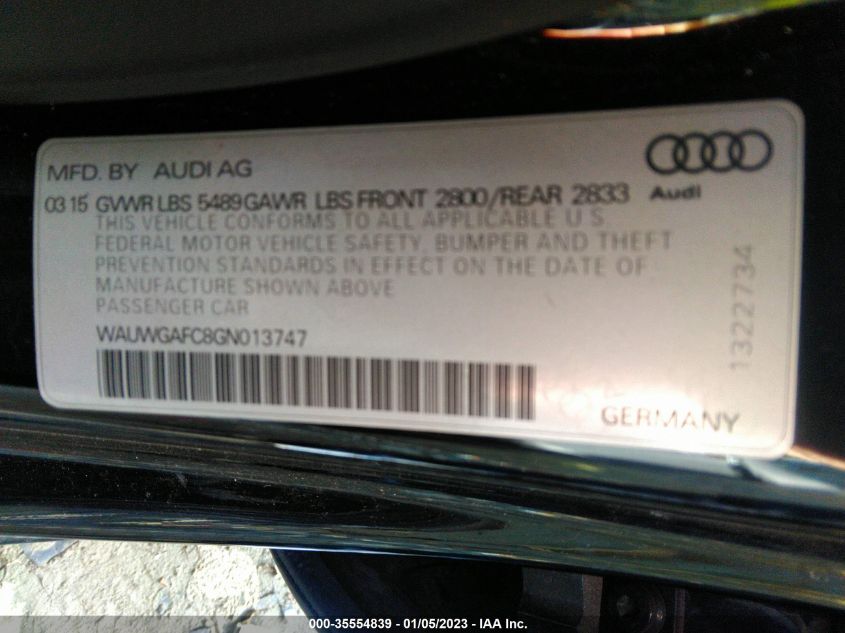 MFD. BY AUDI AG
Audi
03 15 GVWR LBS 5489 GAWR LBS FRONT 2800/REAR 2833
THIS VEHICLE CONFORMS TO ALL APPLICABLE U S
FEDERAL MOTOR VEHICLE SAFETY, BUMPER AND THEFT
PREVENTION STANDARDS IN EFFECT ON THE DATE OF
MANUFACTURE SHOWN ABOVE
PASSENGER CAR
WAUWGAFC8GN013747
1322734
GERMANY
000-35554839 - 01/05/2023 - IAA Inc.